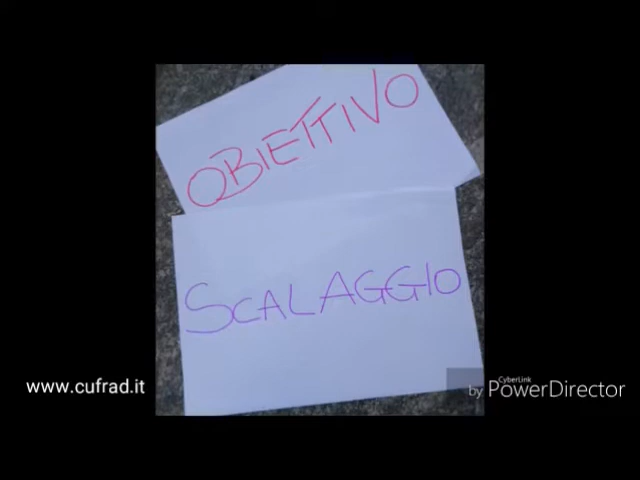 OBIETTIVO
SCALAGGIO
www.cufrad.it
CyberLink
by PowerDirector